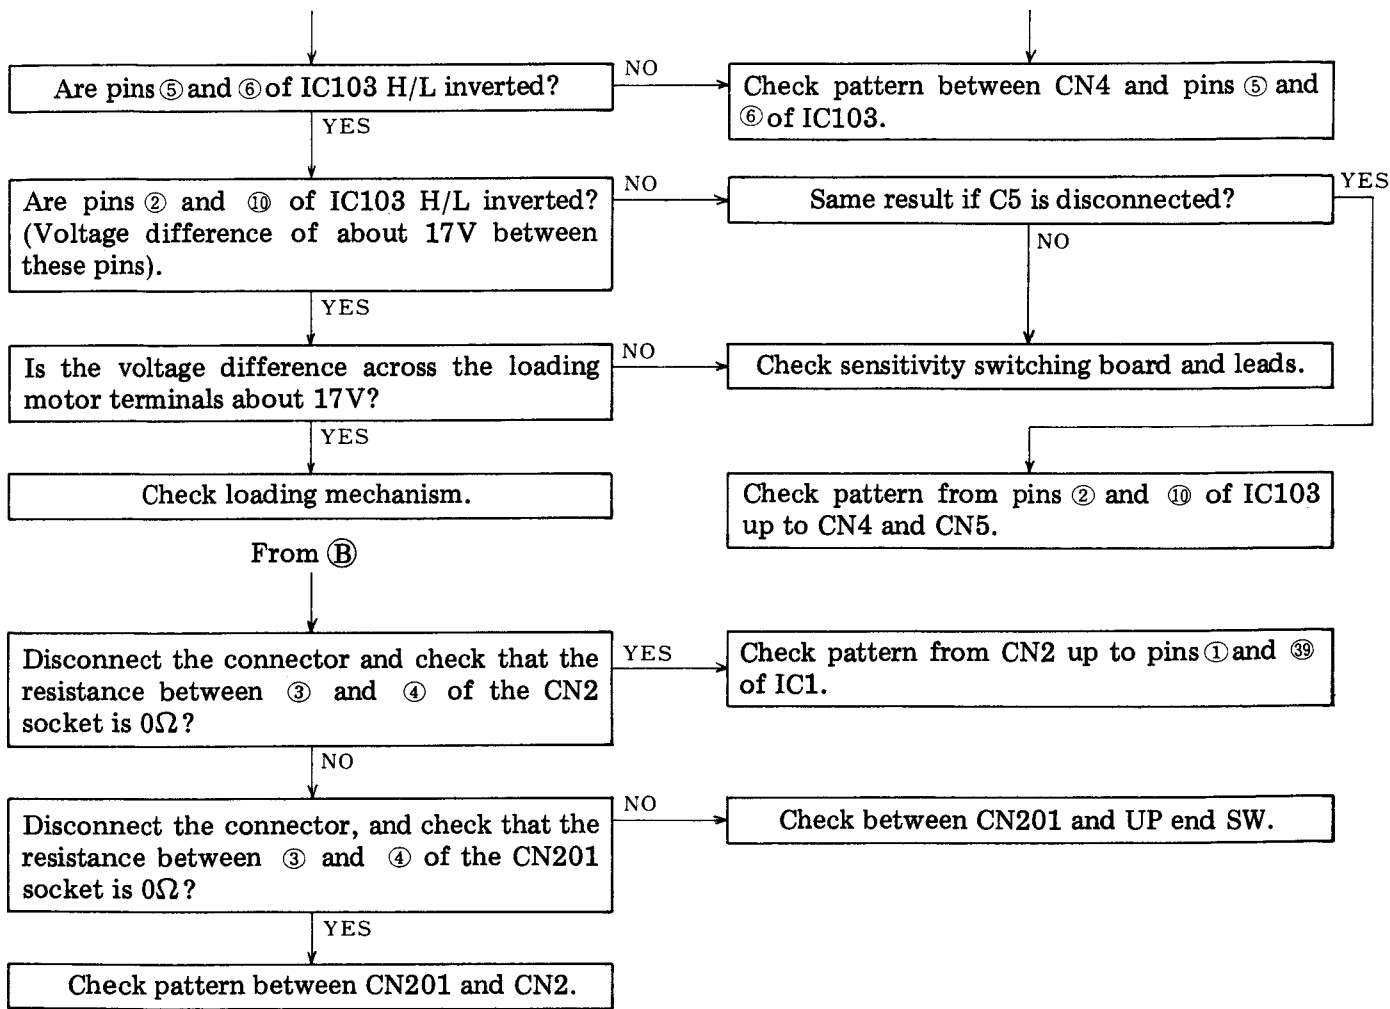 Are pins ⑤ and ⑥ of IC103 H/L inverted?
NO
Check pattern between CN4 and pins ⑤ and
⑥ of IC103.
YES
Are pins ② and ⑩ of IC103 H/L inverted?
(Voltage difference of about 17V between
these pins).
NO
Same result if C5 is disconnected?
YES
NO
YES
Is the voltage difference across the loading
motor terminals about 17V?
NO
Check sensitivity switching board and leads.
YES
Check loading mechanism.
Check pattern from pins ② and ⑩ of IC103
up to CN4 and CN5.
From Ⓑ
Disconnect the connector and check that the
resistance between ③ and ④ of the CN2
socket is 0Ω?
YES
Check pattern from CN2 up to pins ① and ㊴
of IC1.
NO
Disconnect the connector, and check that the
resistance between ③ and ④ of the CN201
socket is 0Ω?
NO
Check between CN201 and UP end SW.
YES
Check pattern between CN201 and CN2.